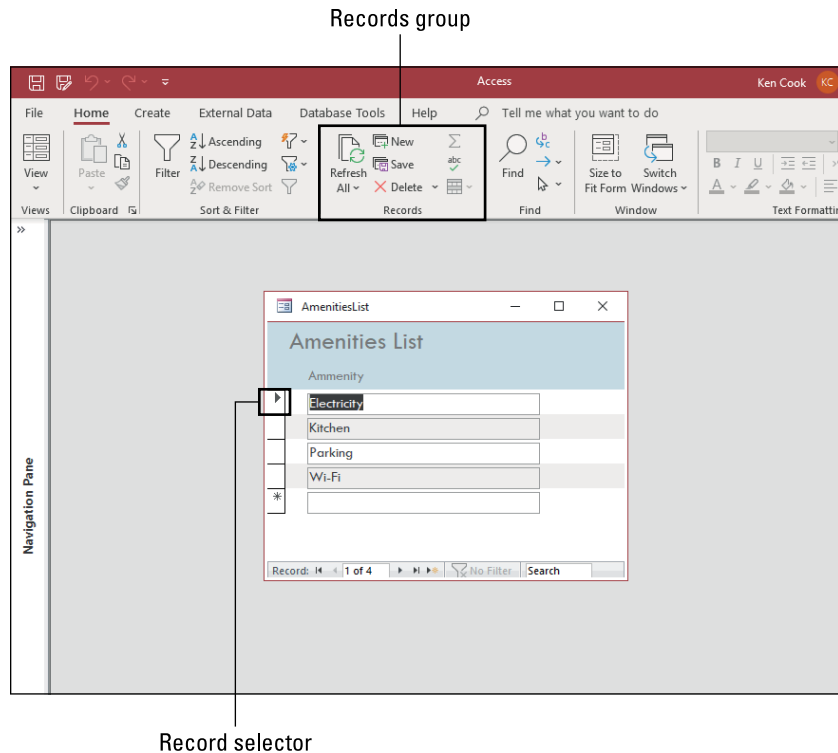 Records group
Access
Ken Cook KC
File Home Create External Data Database Tools Help Tell me what you want to do
View
Paste
Filter
Ascending
Descending
Remove Sort
Refresh
All
New
Save
Delete
abc
Find
Size to
Fit Form
Switch
Windows
B I U
A
Views Clipboard Sort & Filter Records Find Window Text Formattin
AmenitiesList
Amenities List
Ammenity
Electricity
Kitchen
Parking
Wi-Fi
Record: 1 of 4 No Filter Search
Navigation Pane
Record selector